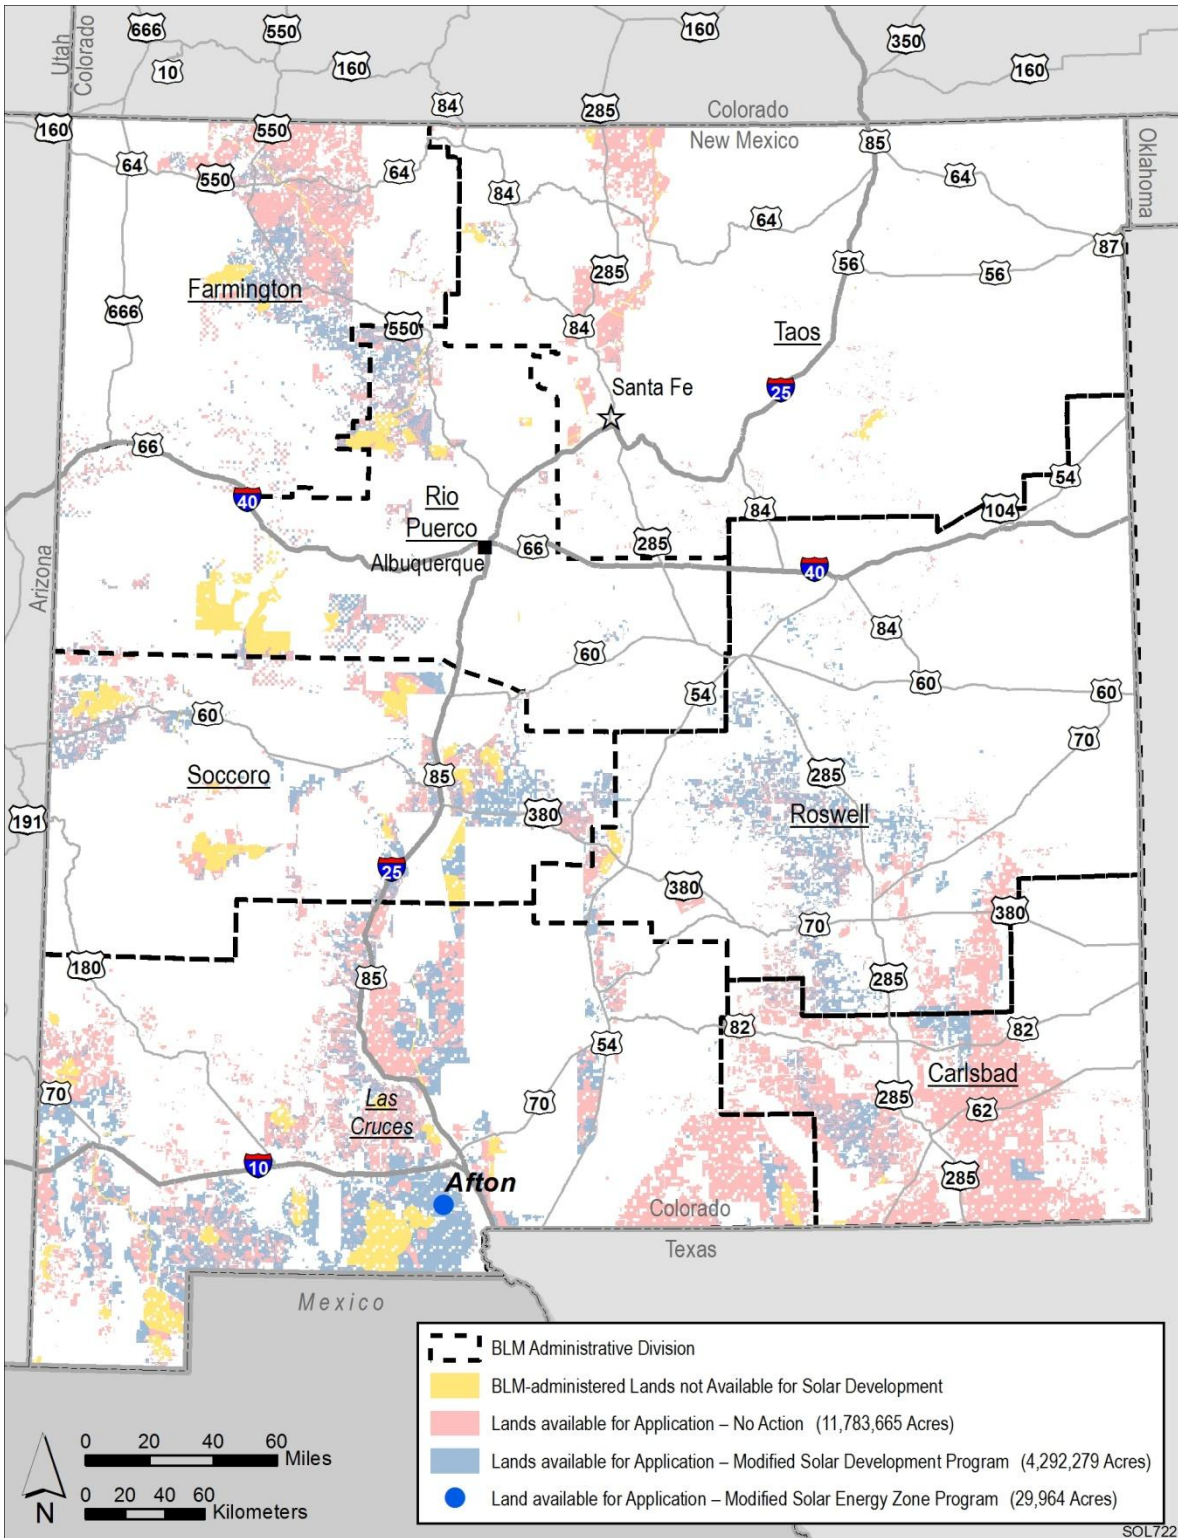 666
550
160
350
Utah
Colorado
10
160
160
84
285
Colorado
160
550
New Mexico
85
Oklahoma
64
550
64
84
64
64
87
285
56
56
Farmington
666
550
84
Taos
Santa Fe
25
66
54
40
Rio
Puerco
84
104
66
285
Albuquerque
40
Arizona
84
60
54
60
60
60
70
Soccoro
85
285
380
Roswell
191
25
380
70
380
180
85
285
54
82
82
70
70
Las
Cruces
Carlsbad
285
62
10
Afton
285
Colorado
Texas
Mexico
BLM Administrative Division
BLM-administered Lands not Available for Solar Development
Lands available for Application – No Action (11,783,665 Acres)
Lands available for Application – Modified Solar Development Program (4,292,279 Acres)
Land available for Application – Modified Solar Energy Zone Program (29,964 Acres)
N
0 20 40 60
Miles
0 20 40 60
Kilometers
SOL722